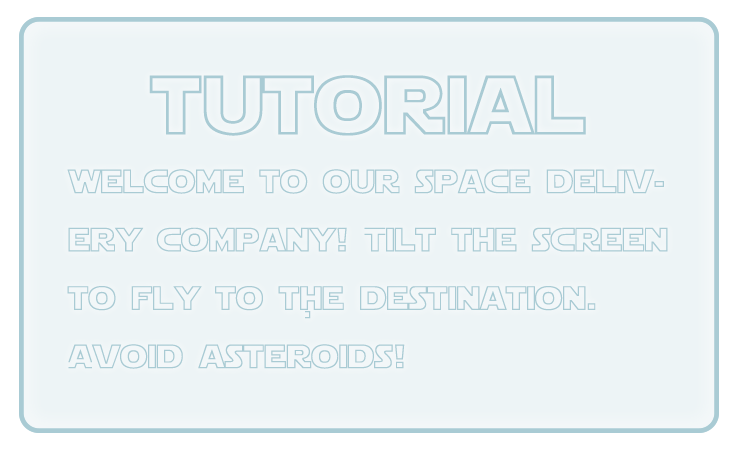 TUTORIAL
WELCOME TO OUR SPACE DELIV-
ERY COMPANY! TILT THE SCREEN
TO FLY TO THE DESTINATION.
AVOID ASTEROIDS!